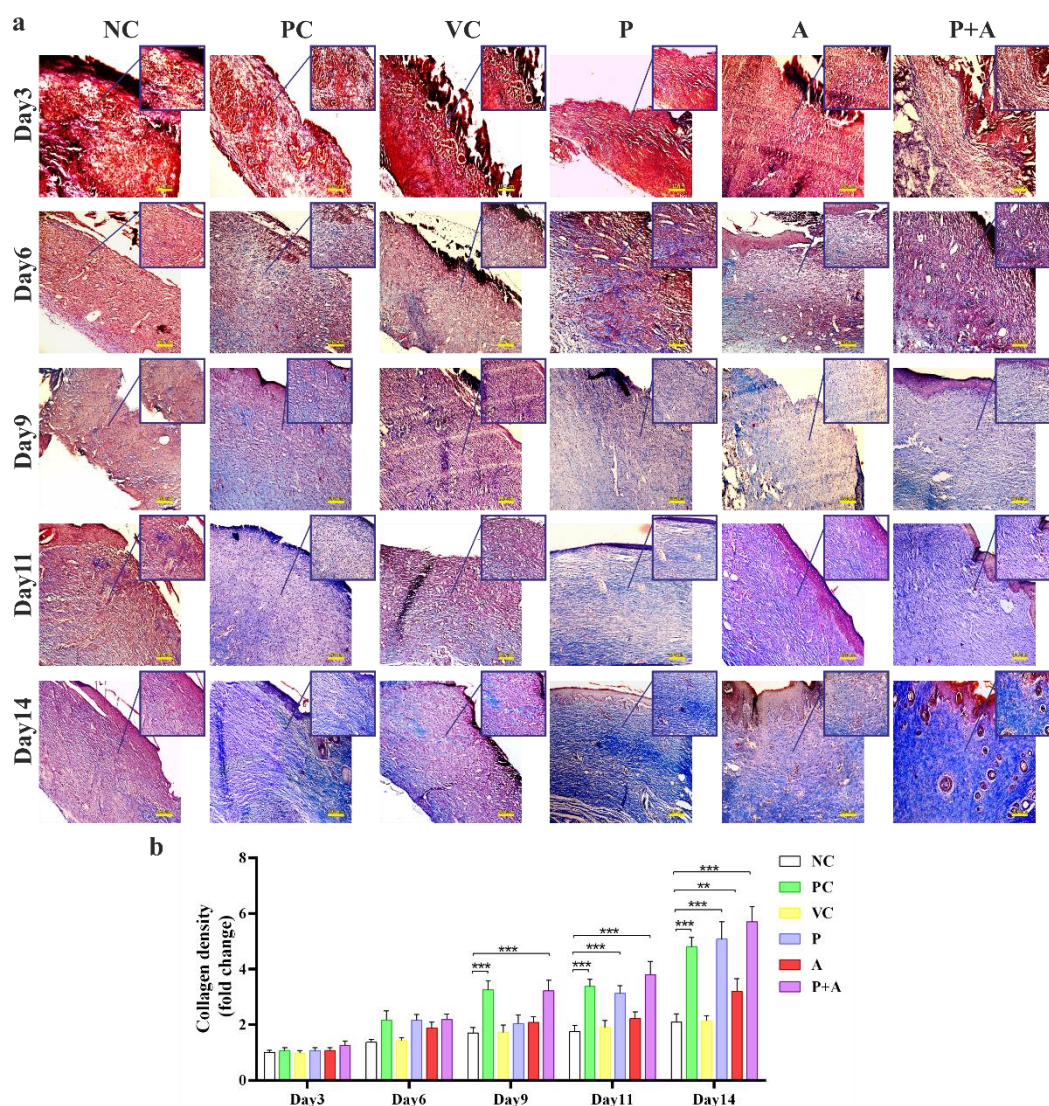 a
NC PC VC P A P+A
Day3
Day6
Day9
Day11
Day14
b
Collagen density
(fold change)
8
6
4
2
0
***
***
***
***
***
***
***
**
***
NC
PC
VC
P
A
P+A
Day3 Day6 Day9 Day11 Day14